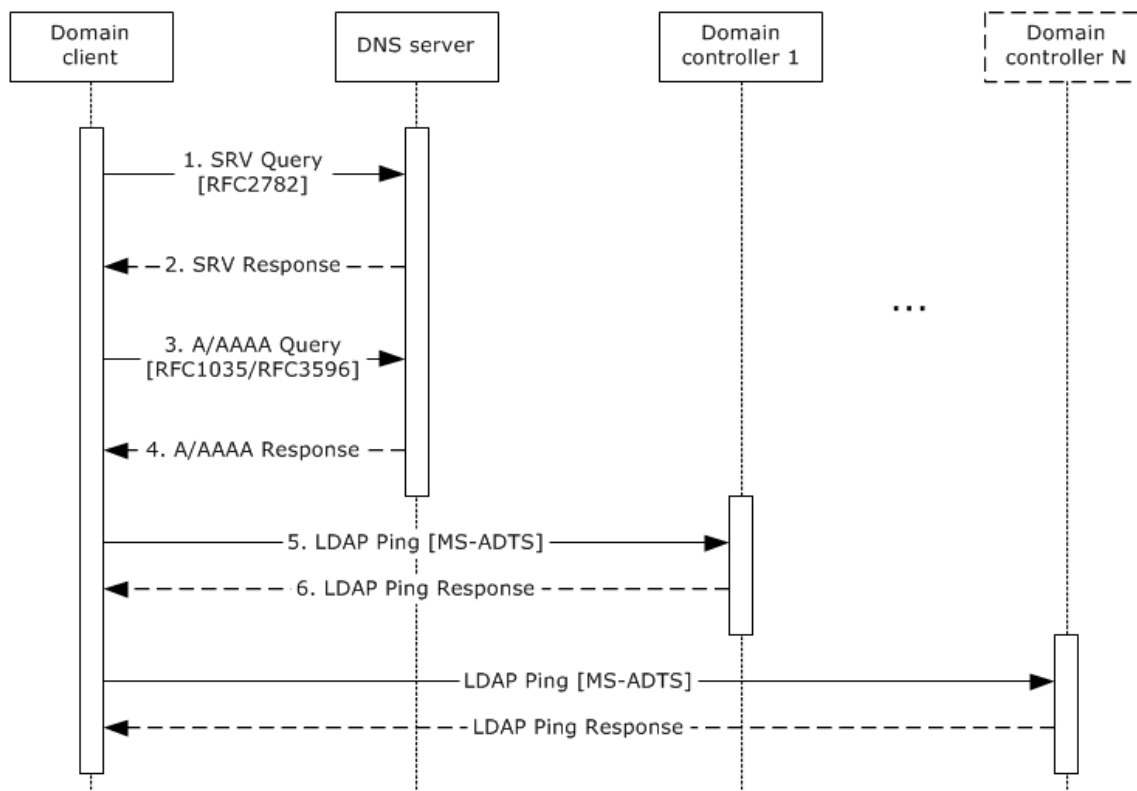 Domain
client
DNS server
Domain
controller 1
Domain
controller N
1. SRV Query
[RFC2782]
2. SRV Response
...
3. A/AAAA Query
[RFC1035/RFC3596]
4. A/AAAA Response
5. LDAP Ping [MS-ADTS]
6. LDAP Ping Response
LDAP Ping [MS-ADTS]
LDAP Ping Response